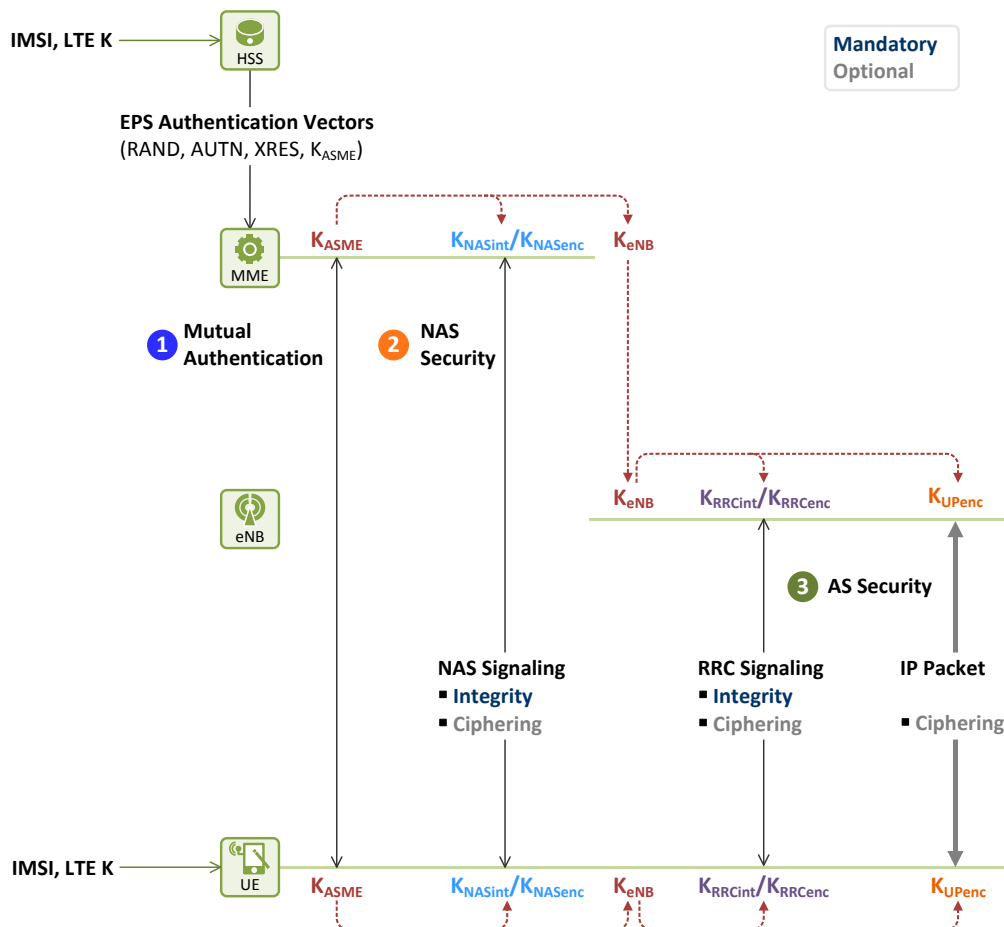 IMSI, LTE K
HSS
Mandatory
Optional
EPS Authentication Vectors
(RAND, AUTN, XRES, KASME)
MME
KASME
KNASint/KNASenc
KeNB
1
Mutual
Authentication
2
NAS
Security
eNB
KeNB
KRRCint/KRRCenc
KUPenc
3
AS Security
NAS Signaling
▪ Integrity
▪ Ciphering
RRC Signaling
▪ Integrity
▪ Ciphering
IP Packet
▪ Ciphering
IMSI, LTE K
UE
KASME
KNASint/KNASenc
KeNB
KRRCint/KRRCenc
KUPenc